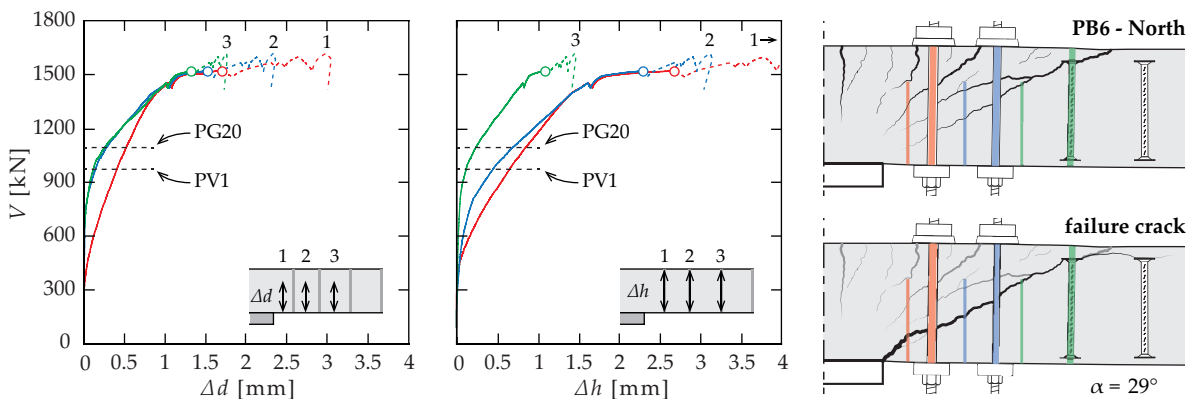 1800
1500
1200
900
600
300
0
V [kN]
3
2
1
PG20
PV1
1 2 3
Δd
0 0.5 1 1.5 2 2.5 3 3.5 4
Δd [mm]
3
2
1
PG20
PV1
1 2 3
Δh
0 0.5 1 1.5 2 2.5 3 3.5 4
Δh [mm]
PB6 - North
failure crack
α = 29°